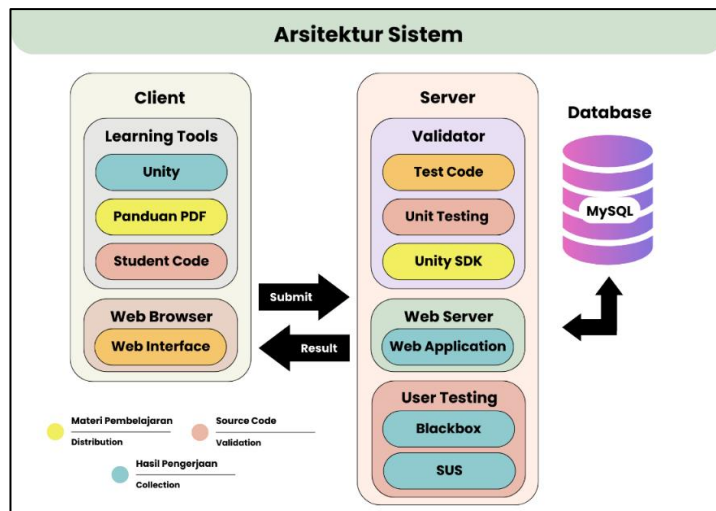 Arsitektur Sistem
Client
Learning Tools
Unity
Panduan PDF
Student Code
Web Browser
Web Interface
Submit
Result
Server
Validator
Test Code
Unit Testing
Unity SDK
Web Server
Web Application
User Testing
Blackbox
SUS
Database
MySQL
Materi Pembelajaran
Distribution
Source Code
Validation
Hasil Pengerjaan
Collection